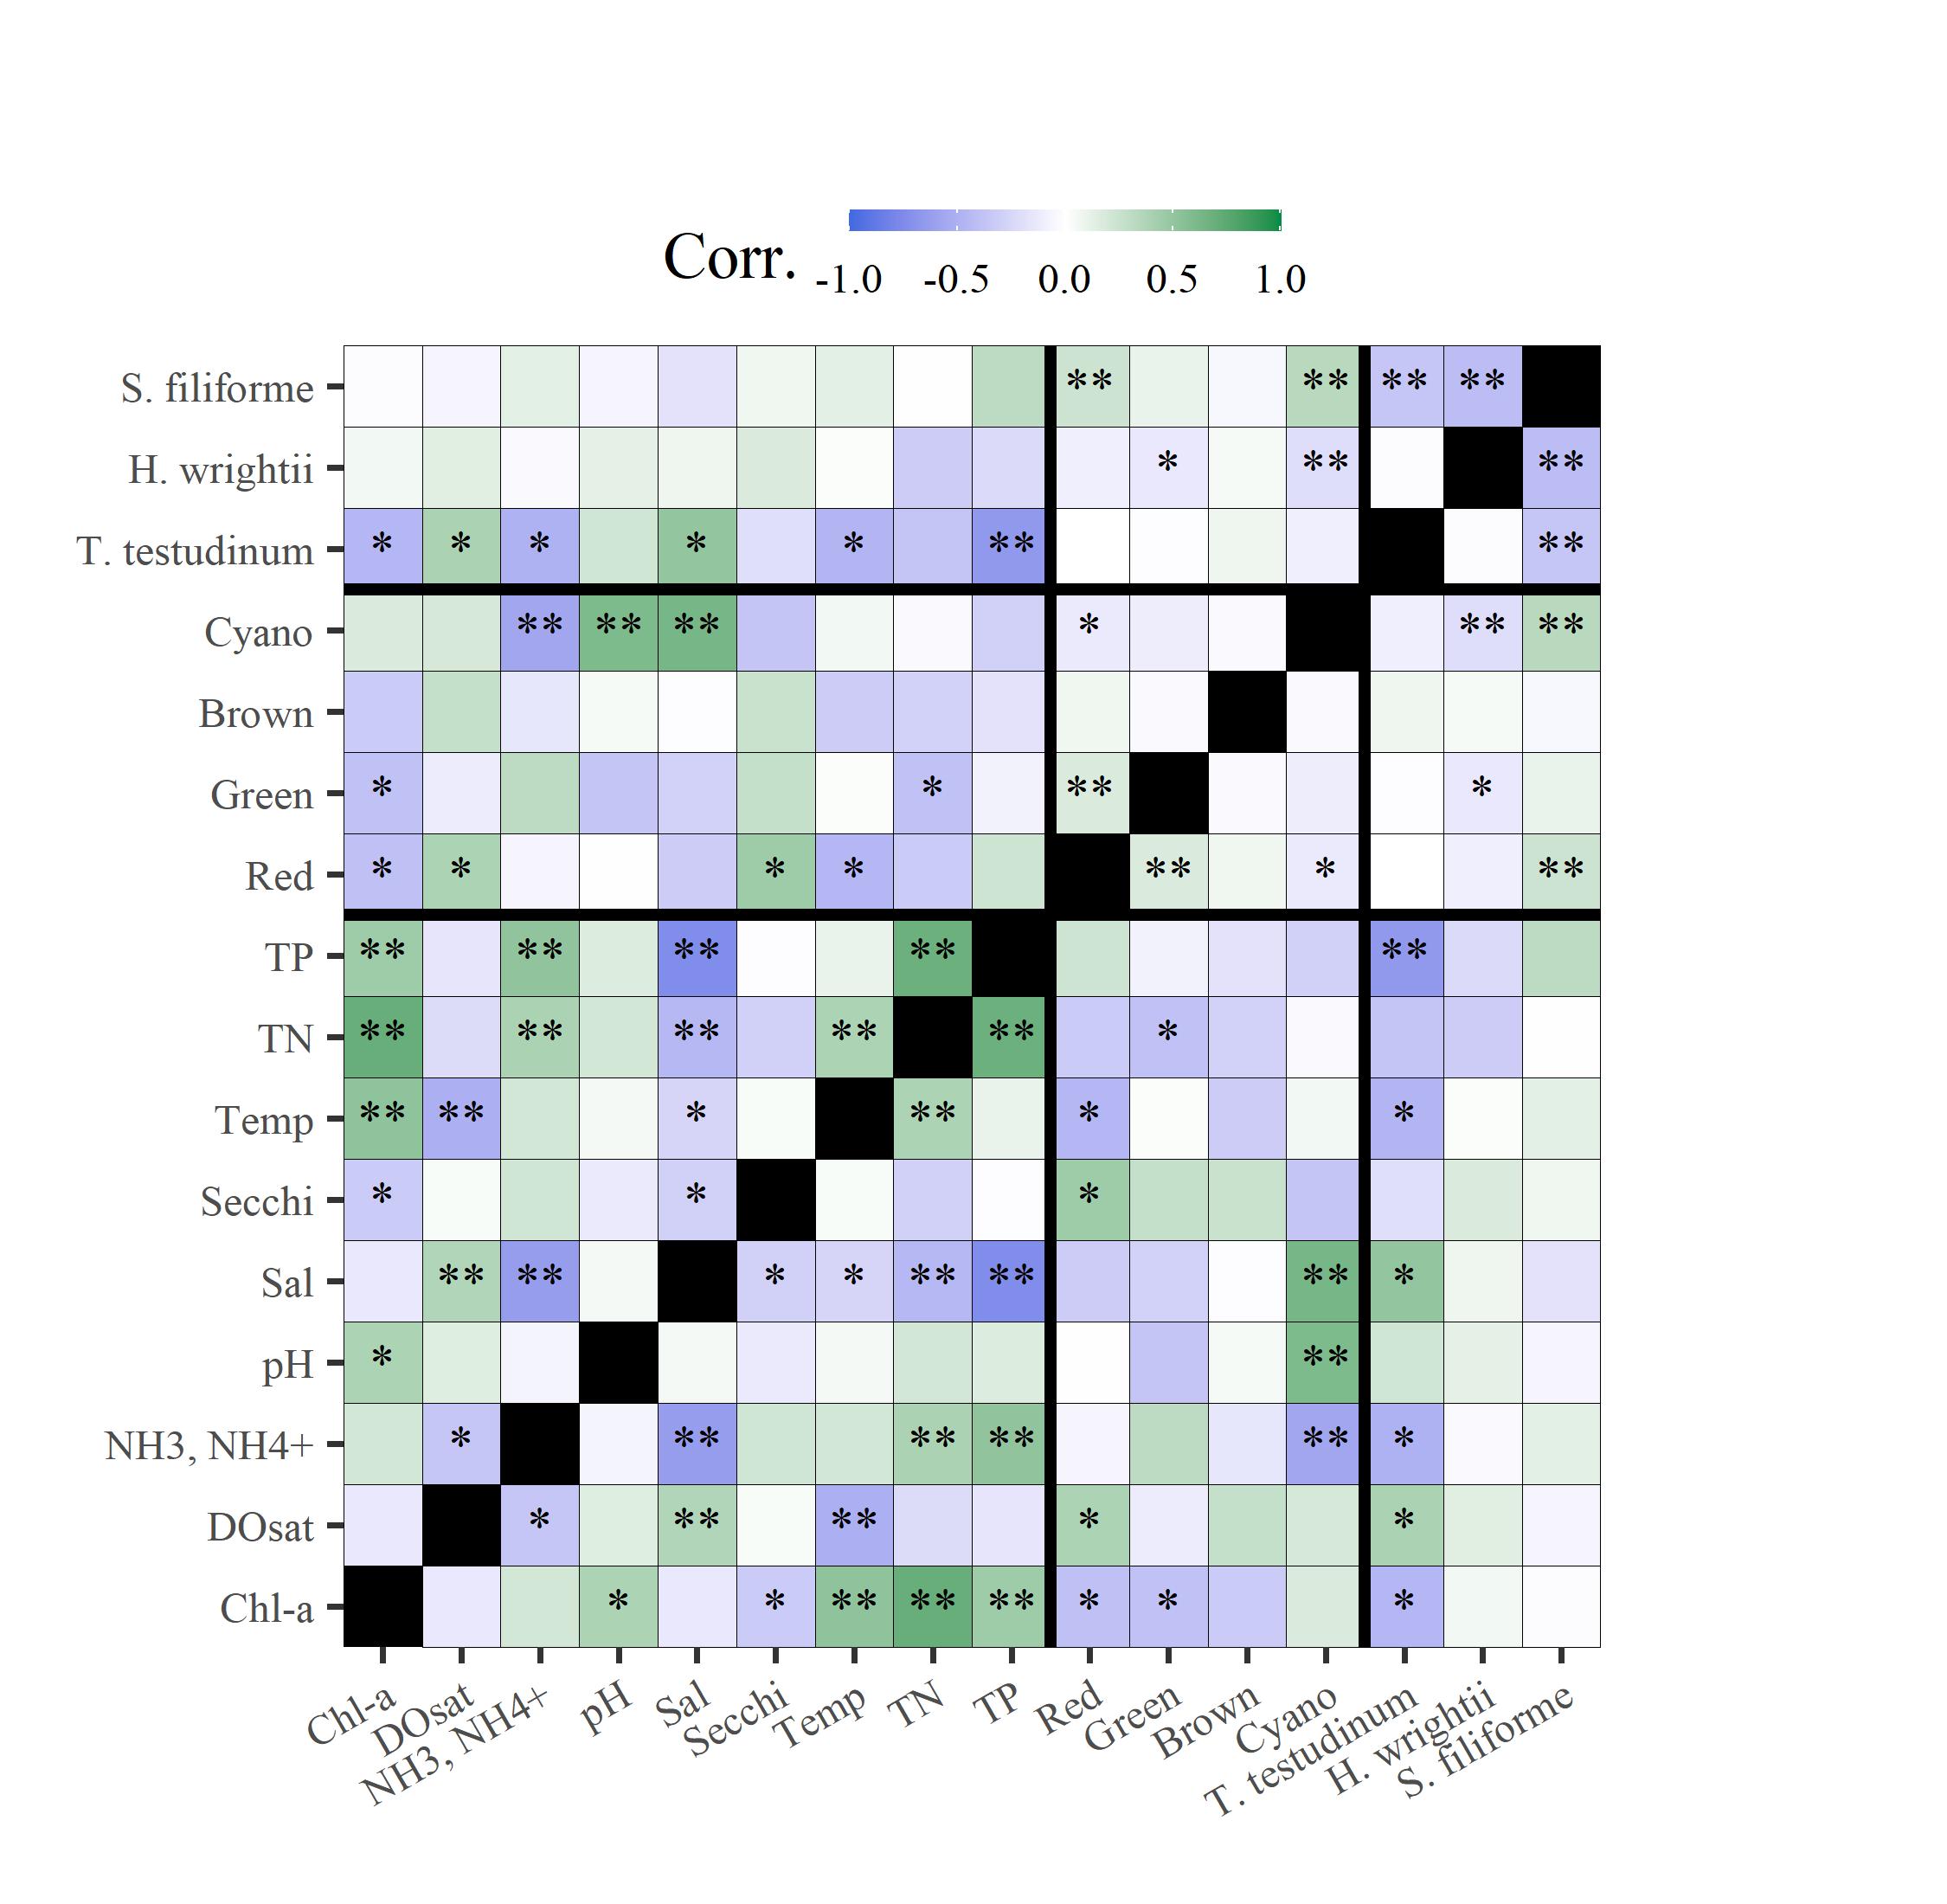 Corr.
-1.0 -0.5 0.0 0.5 1.0
S. filiforme ** ** ** **
H. wrightii * ** **
T. testudinum * * * * * ** **
Cyano ** ** ** * ** **
Brown
Green * * ** *
Red * * * * ** * **
TP ** ** ** ** **
TN ** ** ** ** ** *
Temp ** ** * ** * *
Secchi * * *
Sal ** ** * * ** ** ** *
pH * **
NH3, NH4+ * ** ** ** ** *
DOsat * ** ** * *
Chl-a * * ** ** ** * * *
Chl-a DOsat NH3, NH4+ pH Sal Secchi Temp TN TP Red Green Brown Cyano T. testudinum H. wrightii S. filiforme